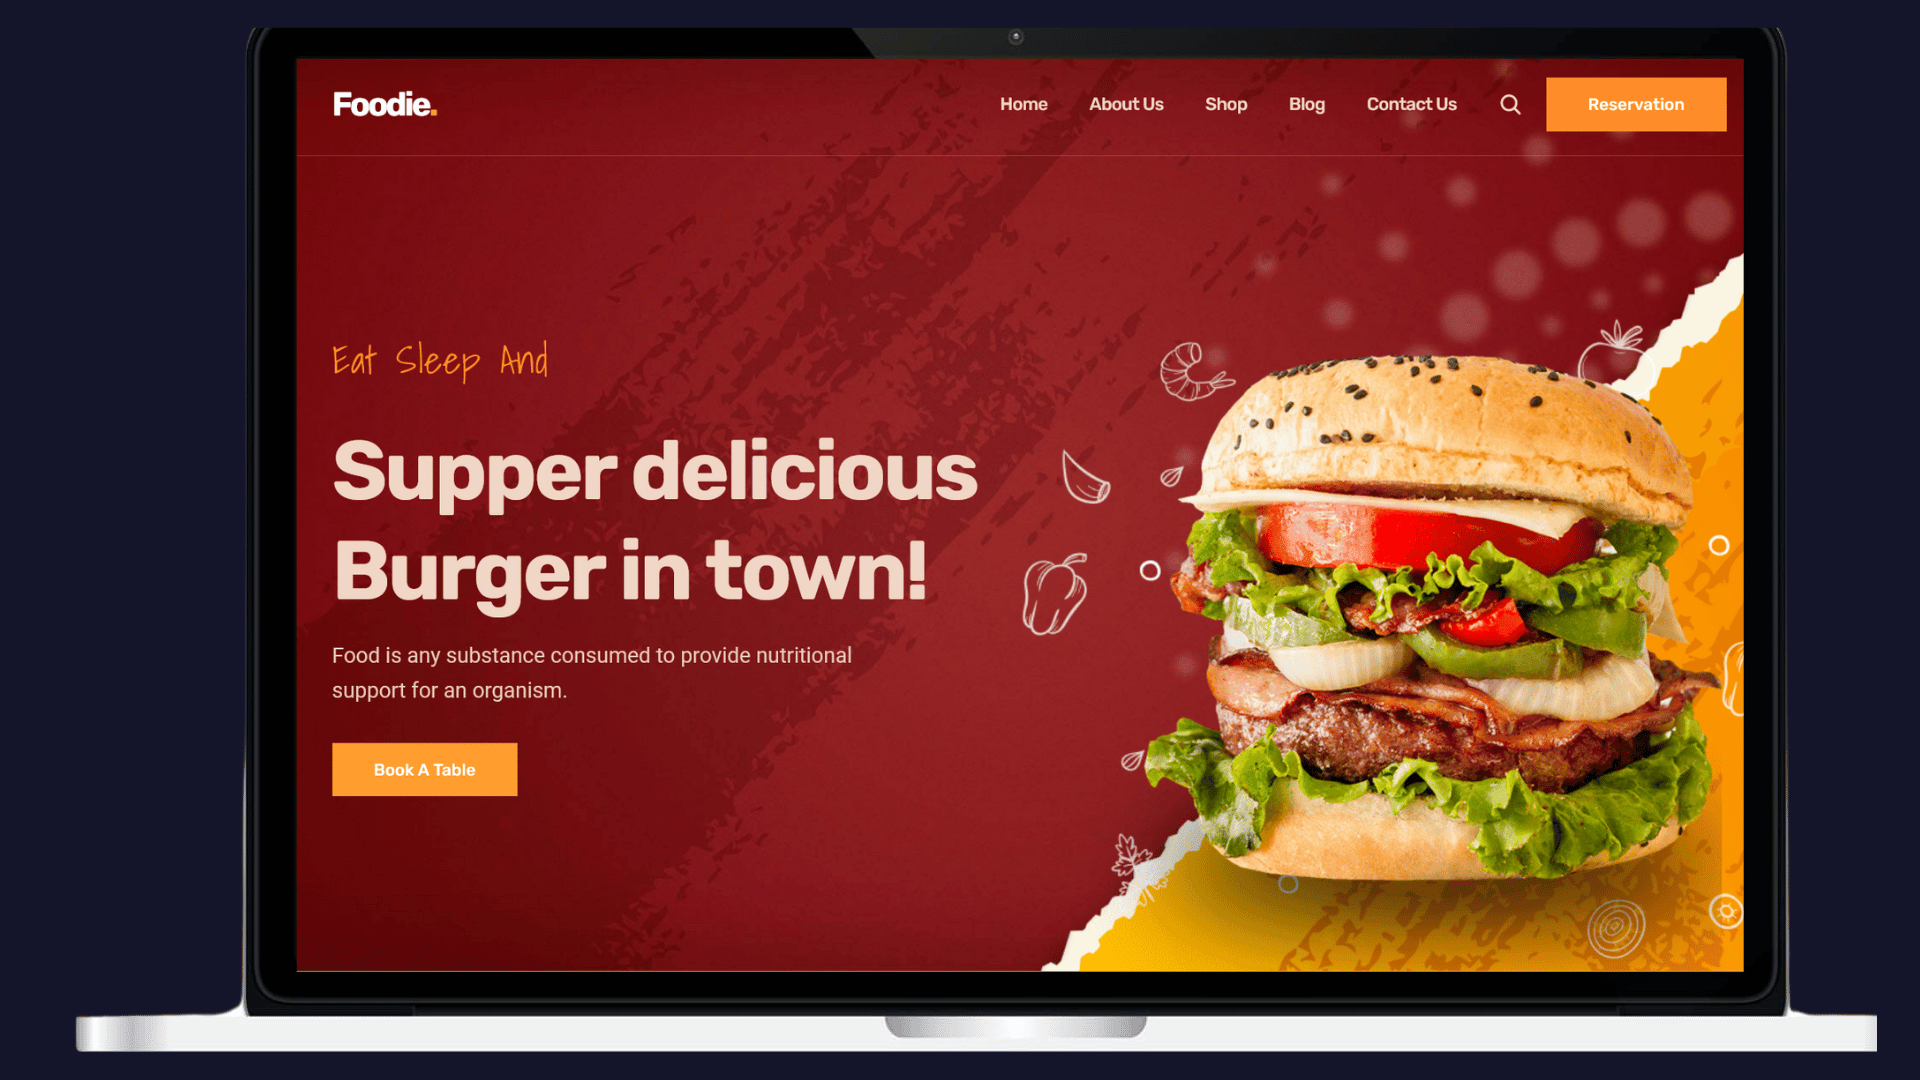 Foodie.
Home About Us Shop Blog Contact Us Reservation
Eat Sleep And
Supper delicious
Burger in town!
Food is any substance consumed to provide nutritional
support for an organism.
Book A Table